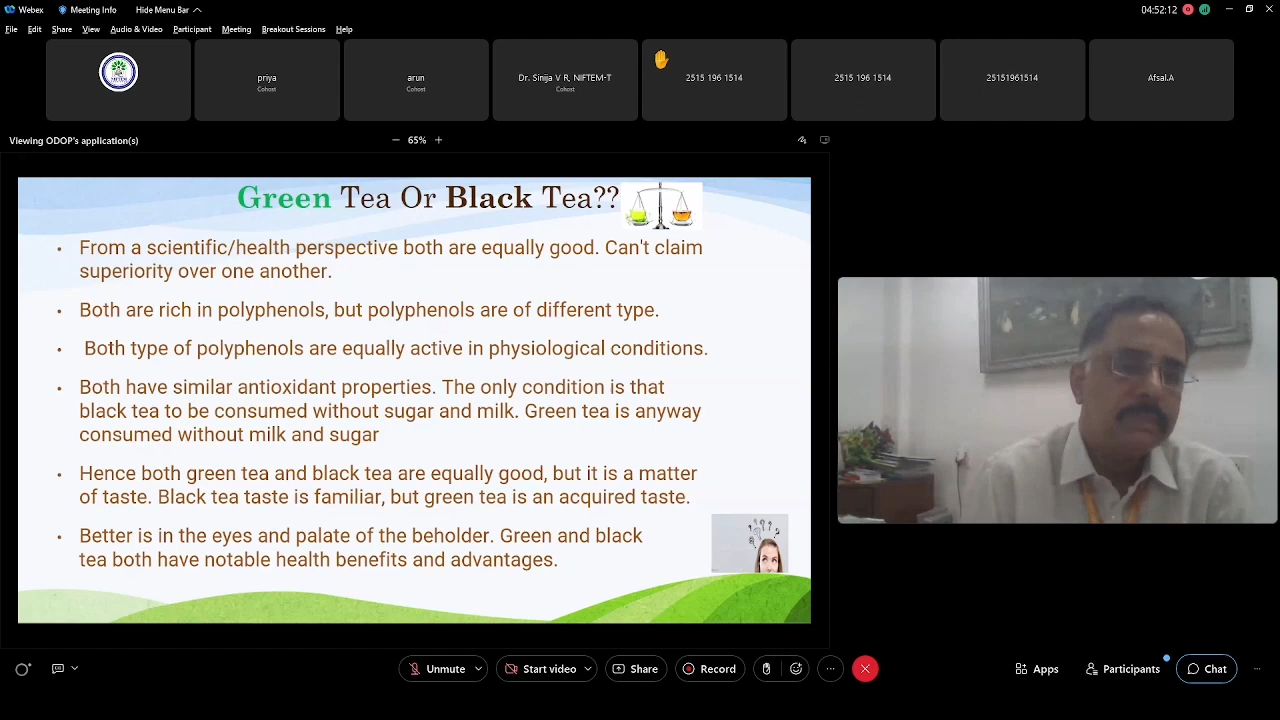 Webex
Meeting Info
Hide Menu Bar
04:52:12
File Edit Share View Audio & Video Participant Meeting Breakout Sessions Help
priya
Cohost
arun
Cohost
Dr. Sinija V R, NIFTEM-T
Cohost
2515 196 1514
2515 196 1514
25151961514
Afsal.A
Viewing ODOP's application(s)
65%
Green Tea Or Black Tea??
• From a scientific/health perspective both are equally good. Can't claim
superiority over one another.
• Both are rich in polyphenols, but polyphenols are of different type.
• Both type of polyphenols are equally active in physiological conditions.
• Both have similar antioxidant properties. The only condition is that
black tea to be consumed without sugar and milk. Green tea is anyway
consumed without milk and sugar
• Hence both green tea and black tea are equally good, but it is a matter
of taste. Black tea taste is familiar, but green tea is an acquired taste.
• Better is in the eyes and palate of the beholder. Green and black
tea both have notable health benefits and advantages.
Unmute
Start video
Share
Record
Apps
Participants
Chat